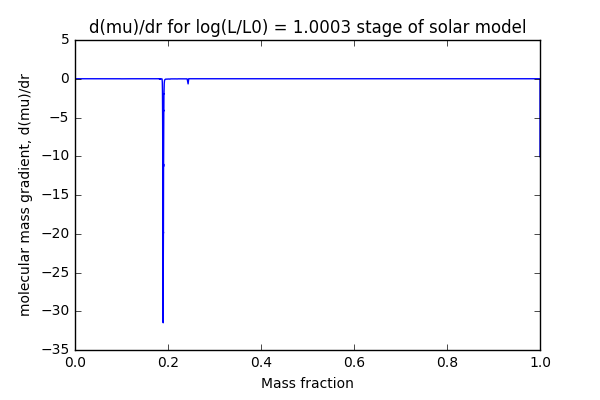 d(mu)/dr for log(L/L0) = 1.0003 stage of solar model
5
0
−5
−10
−15
−20
−25
−30
−35
molecular mass gradient, d(mu)/dr
0.0 0.2 0.4 0.6 0.8 1.0
Mass fraction